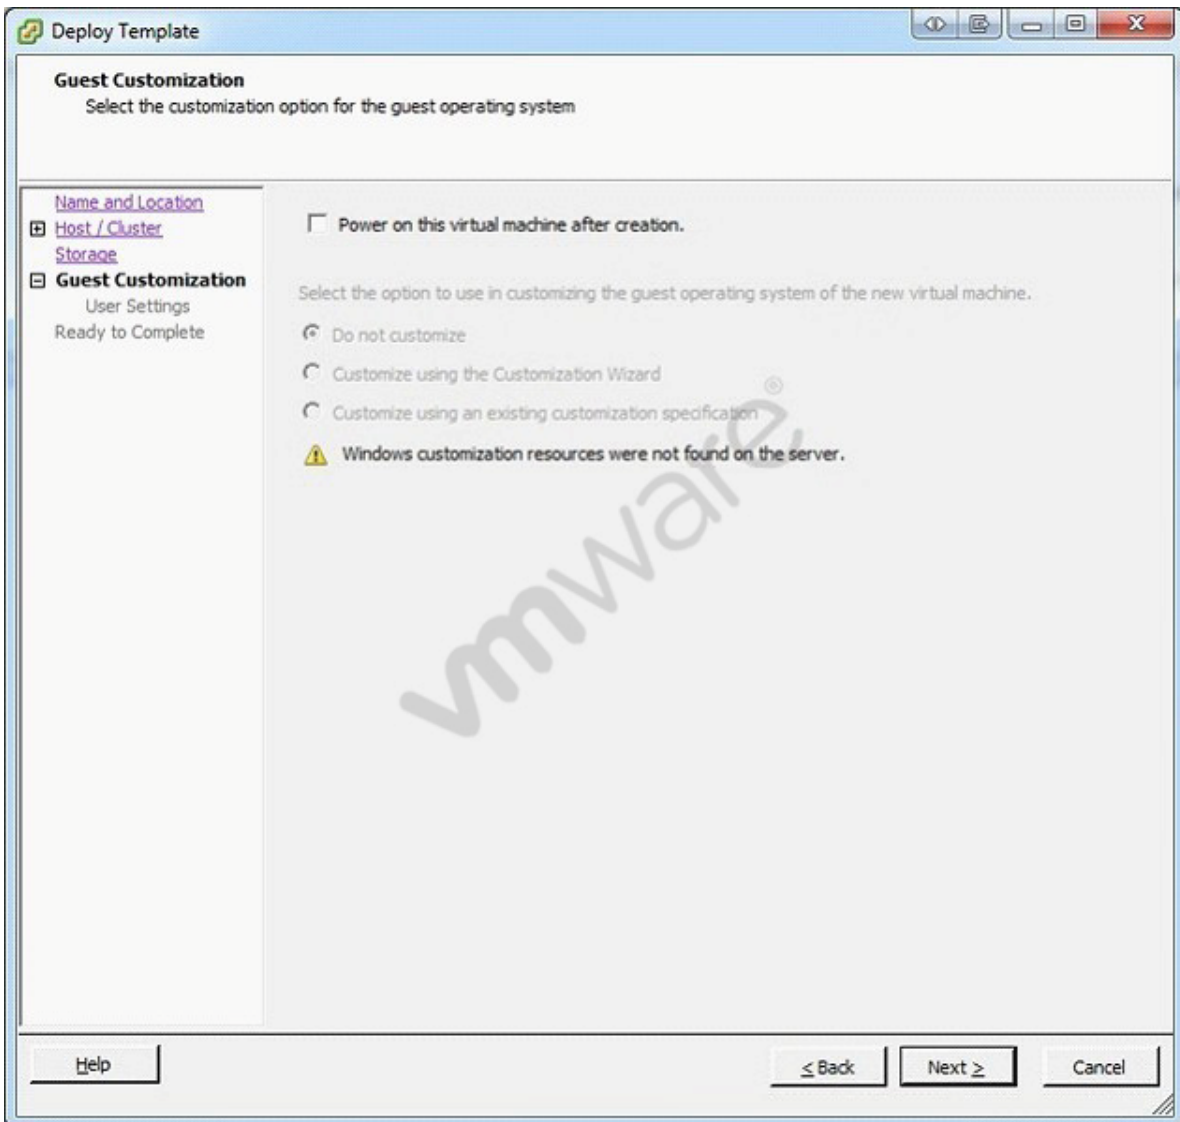 Deploy Template
Guest Customization
Select the customization option for the guest operating system
Name and Location
Host / Cluster
Storage
Guest Customization
User Settings
Ready to Complete
Power on this virtual machine after creation.
Select the option to use in customizing the guest operating system of the new virtual machine.
Do not customize
Customize using the Customization Wizard
Customize using an existing customization specification
Windows customization resources were not found on the server.
vmware®
Help
< Back
Next >
Cancel